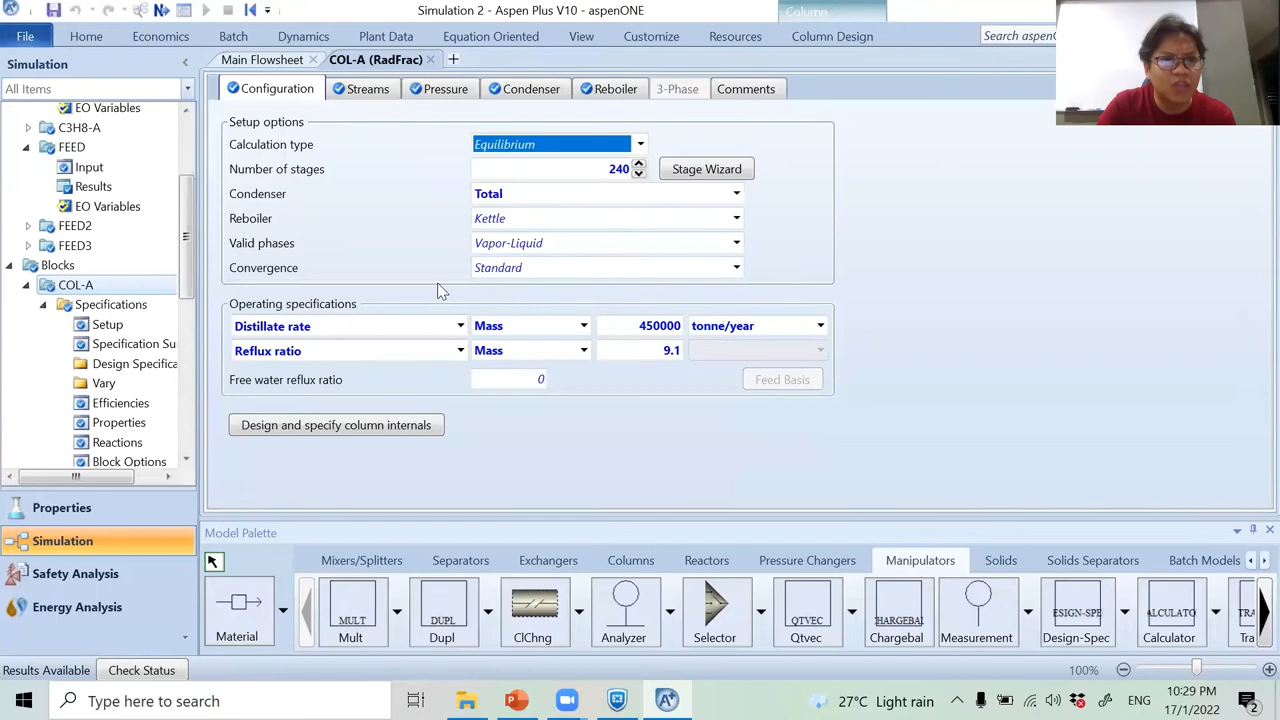 Simulation 2 - Aspen Plus V10 - aspenONE
Column
File Home Economics Batch Dynamics Plant Data Equation Oriented View Customize Resources Column Design
Simulation
Main Flowsheet COL-A (RadFrac)
All Items
Configuration Streams Pressure Condenser Reboiler 3-Phase Comments
EO Variables
C3H8-A
FEED
Input
Results
EO Variables
FEED2
FEED3
Blocks
COL-A
Specifications
Setup
Specification Su
Design Specifica
Vary
Efficiencies
Properties
Reactions
Block Options
Setup options
Calculation type Equilibrium
Number of stages 240 Stage Wizard
Condenser Total
Reboiler Kettle
Valid phases Vapor-Liquid
Convergence Standard
Operating specifications
Distillate rate Mass 450000 tonne/year
Reflux ratio Mass 9.1
Free water reflux ratio 0 Feed Basis
Design and specify column internals
Properties
Simulation
Safety Analysis
Energy Analysis
Model Palette
Mixers/Splitters Separators Exchangers Columns Reactors Pressure Changers Manipulators Solids Solids Separators Batch Models
MULT DUPL QTVEC CHARGEBAI ESIGN-SPE ALCULATO TRA
Material Mult Dupl ClChng Analyzer Selector Qtvec Chargebal Measurement Design-Spec Calculator Tra
Results Available Check Status 100%
Type here to search
27°C Light rain
ENG
10:29 PM
17/1/2022
2